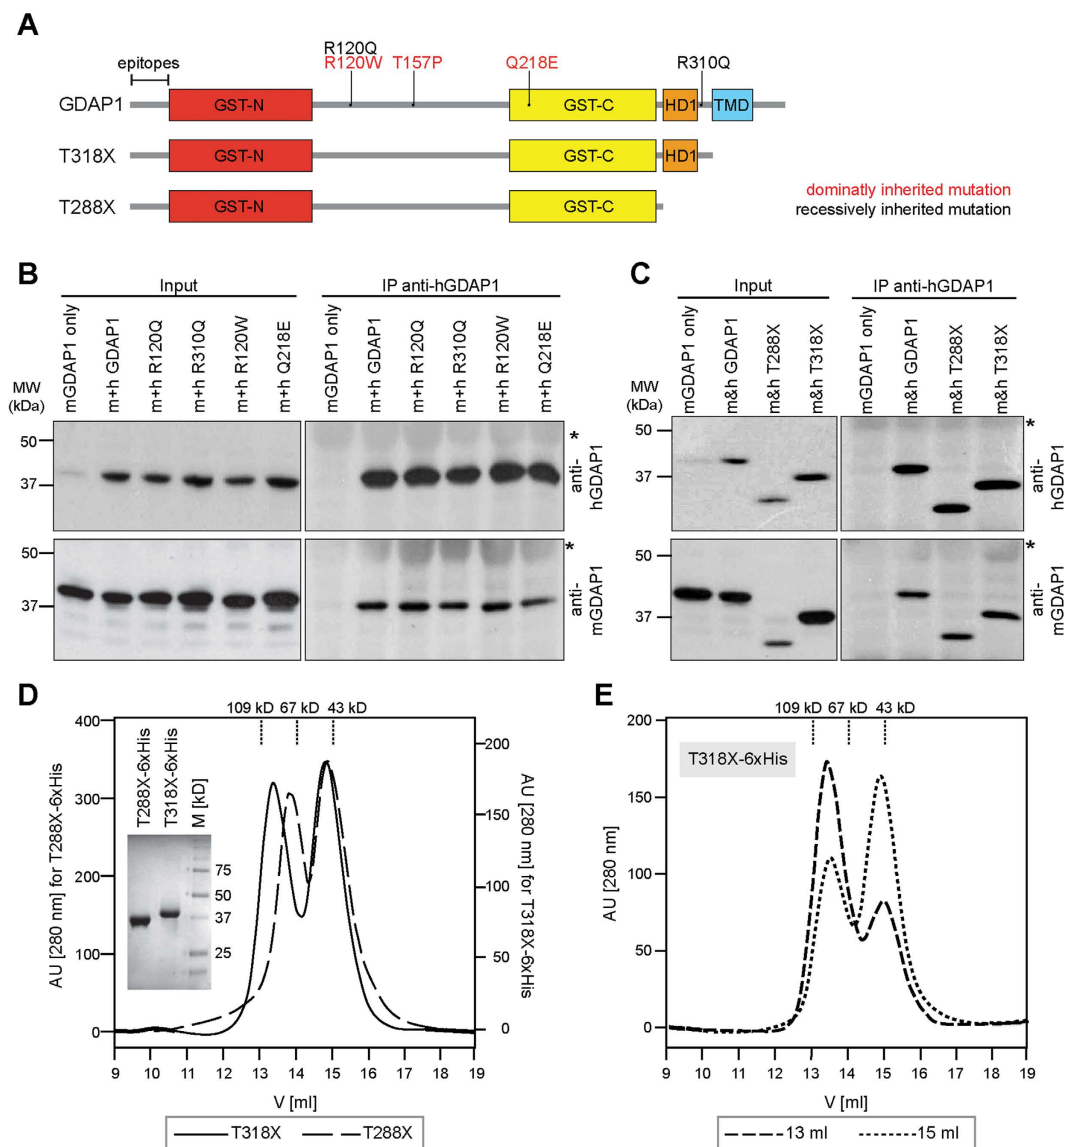 A
epitopes
R120Q
R120W
T157P
Q218E
R310Q
GDAP1
GST-N
GST-C
HD1
TMD
T318X
GST-N
GST-C
HD1
T288X
GST-N
GST-C
dominatly inherited mutation
recessively inherited mutation
B
Input
IP anti-hGDAP1
mGDAP1 only
m+h GDAP1
m+h R120Q
m+h R310Q
m+h R120W
m+h Q218E
mGDAP1 only
m+h GDAP1
m+h R120Q
m+h R310Q
m+h R120W
m+h Q218E
MW
(kDa)
50
37
*
anti-
hGDAP1
50
37
*
anti-
mGDAP1
C
Input
IP anti-hGDAP1
mGDAP1 only
m&h GDAP1
m&h T288X
m&h T318X
mGDAP1 only
m&h GDAP1
m&h T288X
m&h T318X
MW
(kDa)
50
37
*
anti-
hGDAP1
50
37
*
anti-
mGDAP1
D
109 kD 67 kD 43 kD
400
300
200
100
0
AU [280 nm] for T288X-6xHis
T288X-6xHis
T318X-6xHis
M [kD]
75
50
37
25
200
150
100
50
0
AU [280 nm] for T318X-6xHis
9 10 11 12 13 14 15 16 17 18 19
V [ml]
T318X T288X
E
109 kD 67 kD 43 kD
T318X-6xHis
200
150
100
50
0
AU [280 nm]
9 10 11 12 13 14 15 16 17 18 19
V [ml]
13 ml 15 ml